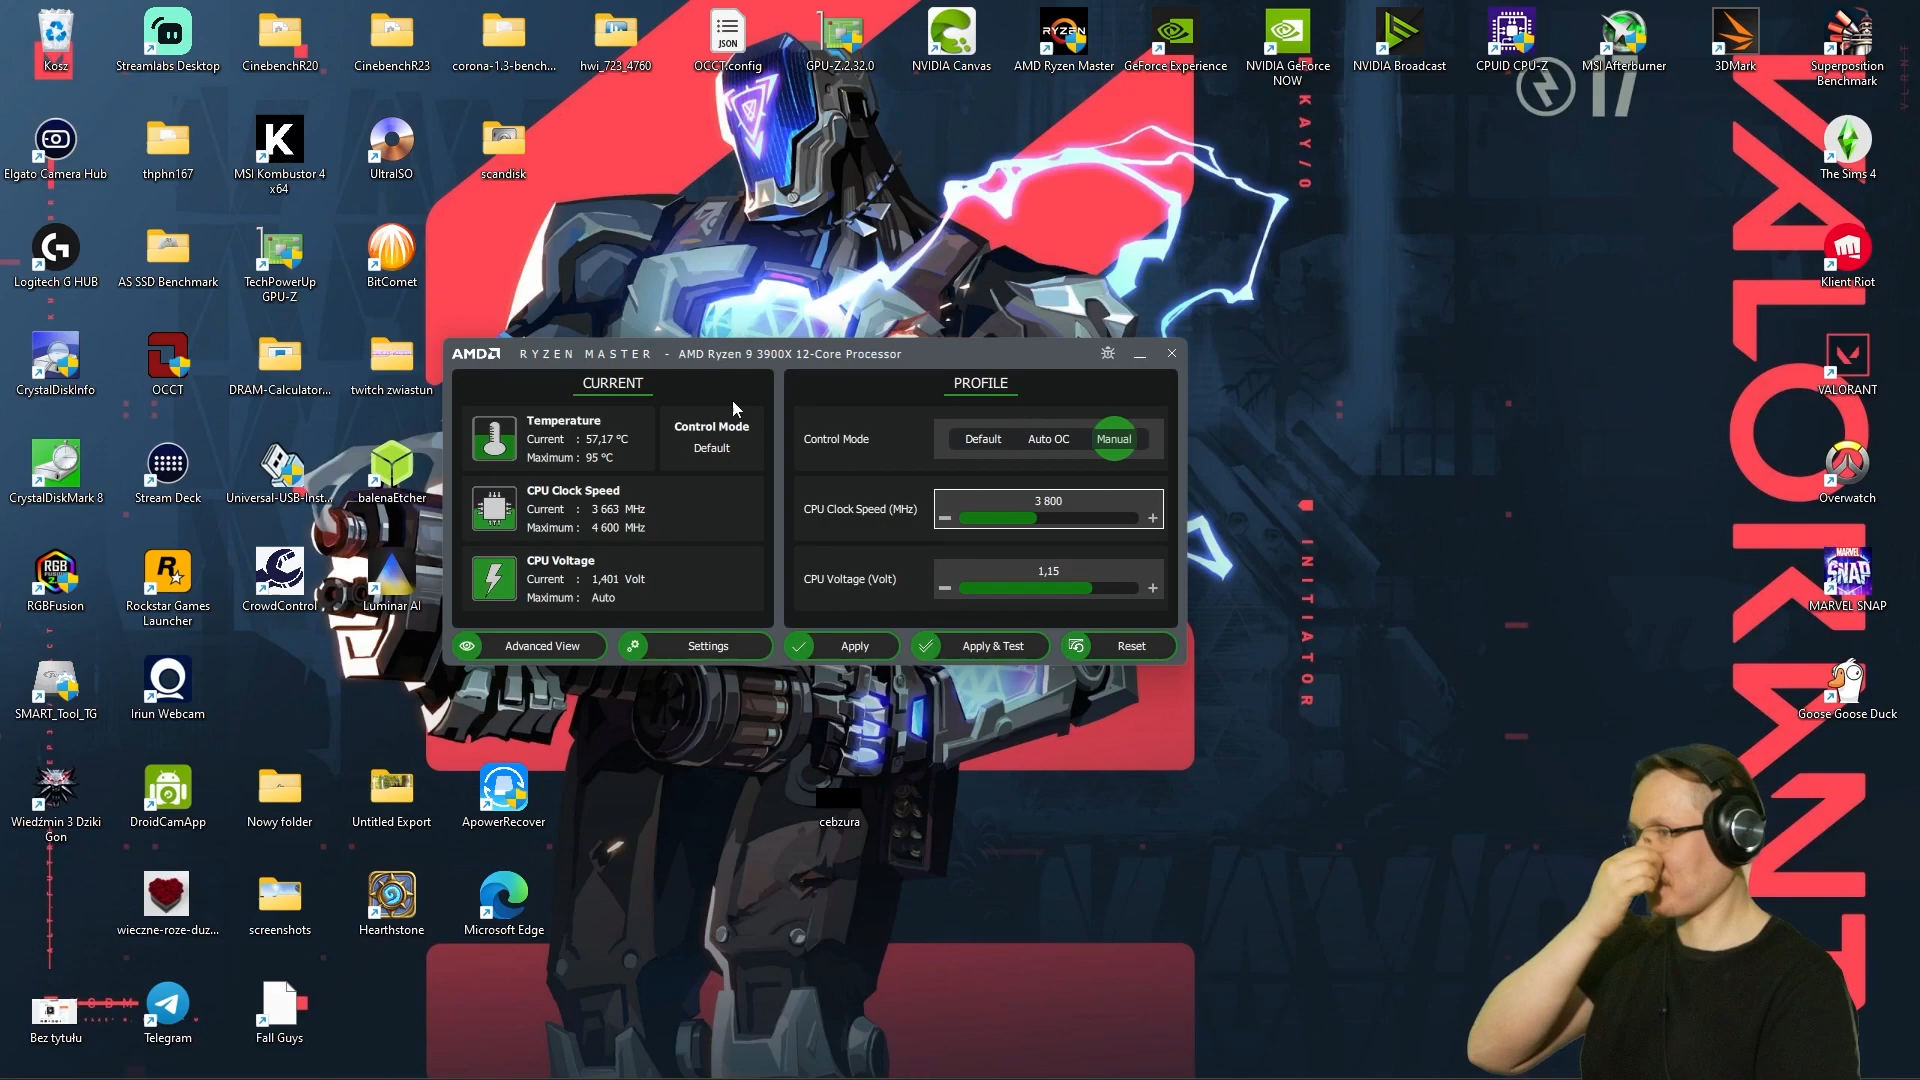 Kosz
Streamlabs Desktop
CinebenchR20
CinebenchR23
corona-1.3-bench...
hwi_723_4760
JSON
OCCT.config
GPU-Z.2.32.0
NVIDIA Canvas
RYZEN
AMD Ryzen Master
GeForce Experience
NVIDIA GeForce
NOW
NVIDIA Broadcast
CPUID CPU-Z
MSI Afterburner
3DMark
Superposition
Benchmark
Elgato Camera Hub
thphn167
K
MSI Kombustor 4
x64
UltraISO
scandisk
The Sims 4
Logitech G HUB
AS SSD Benchmark
TechPowerUp
GPU-Z
BitComet
Klient Riot
CrystalDiskInfo
OCCT
DRAM-Calculator...
twitch zwiastun
VALORANT
CrystalDiskMark 8
Stream Deck
Universal-USB-Inst...
balenaEtcher
Overwatch
RGB
RGBFusion
Rockstar Games
Launcher
CrowdControl
Luminar AI
MARVEL
SNAP
MARVEL SNAP
SMART_Tool_TG
Iriun Webcam
Goose Goose Duck
Wiedźmin 3 Dziki
Gon
DroidCamApp
Nowy folder
Untitled Export
ApowerRecover
cebzura
wieczne-roze-duz...
screenshots
Hearthstone
Microsoft Edge
Bez tytułu
Telegram
Fall Guys
17
KAY/O
INITIATOR
VALORANT
AMD RYZEN MASTER - AMD Ryzen 9 3900X 12-Core Processor
CURRENT
Temperature
Current : 57,17 °C
Maximum : 95 °C
Control Mode
Default
CPU Clock Speed
Current : 3 663 MHz
Maximum : 4 600 MHz
CPU Voltage
Current : 1,401 Volt
Maximum : Auto
PROFILE
Control Mode
Default Auto OC Manual
CPU Clock Speed (MHz)
3 800
CPU Voltage (Volt)
1,15
Advanced View
Settings
Apply
Apply & Test
Reset